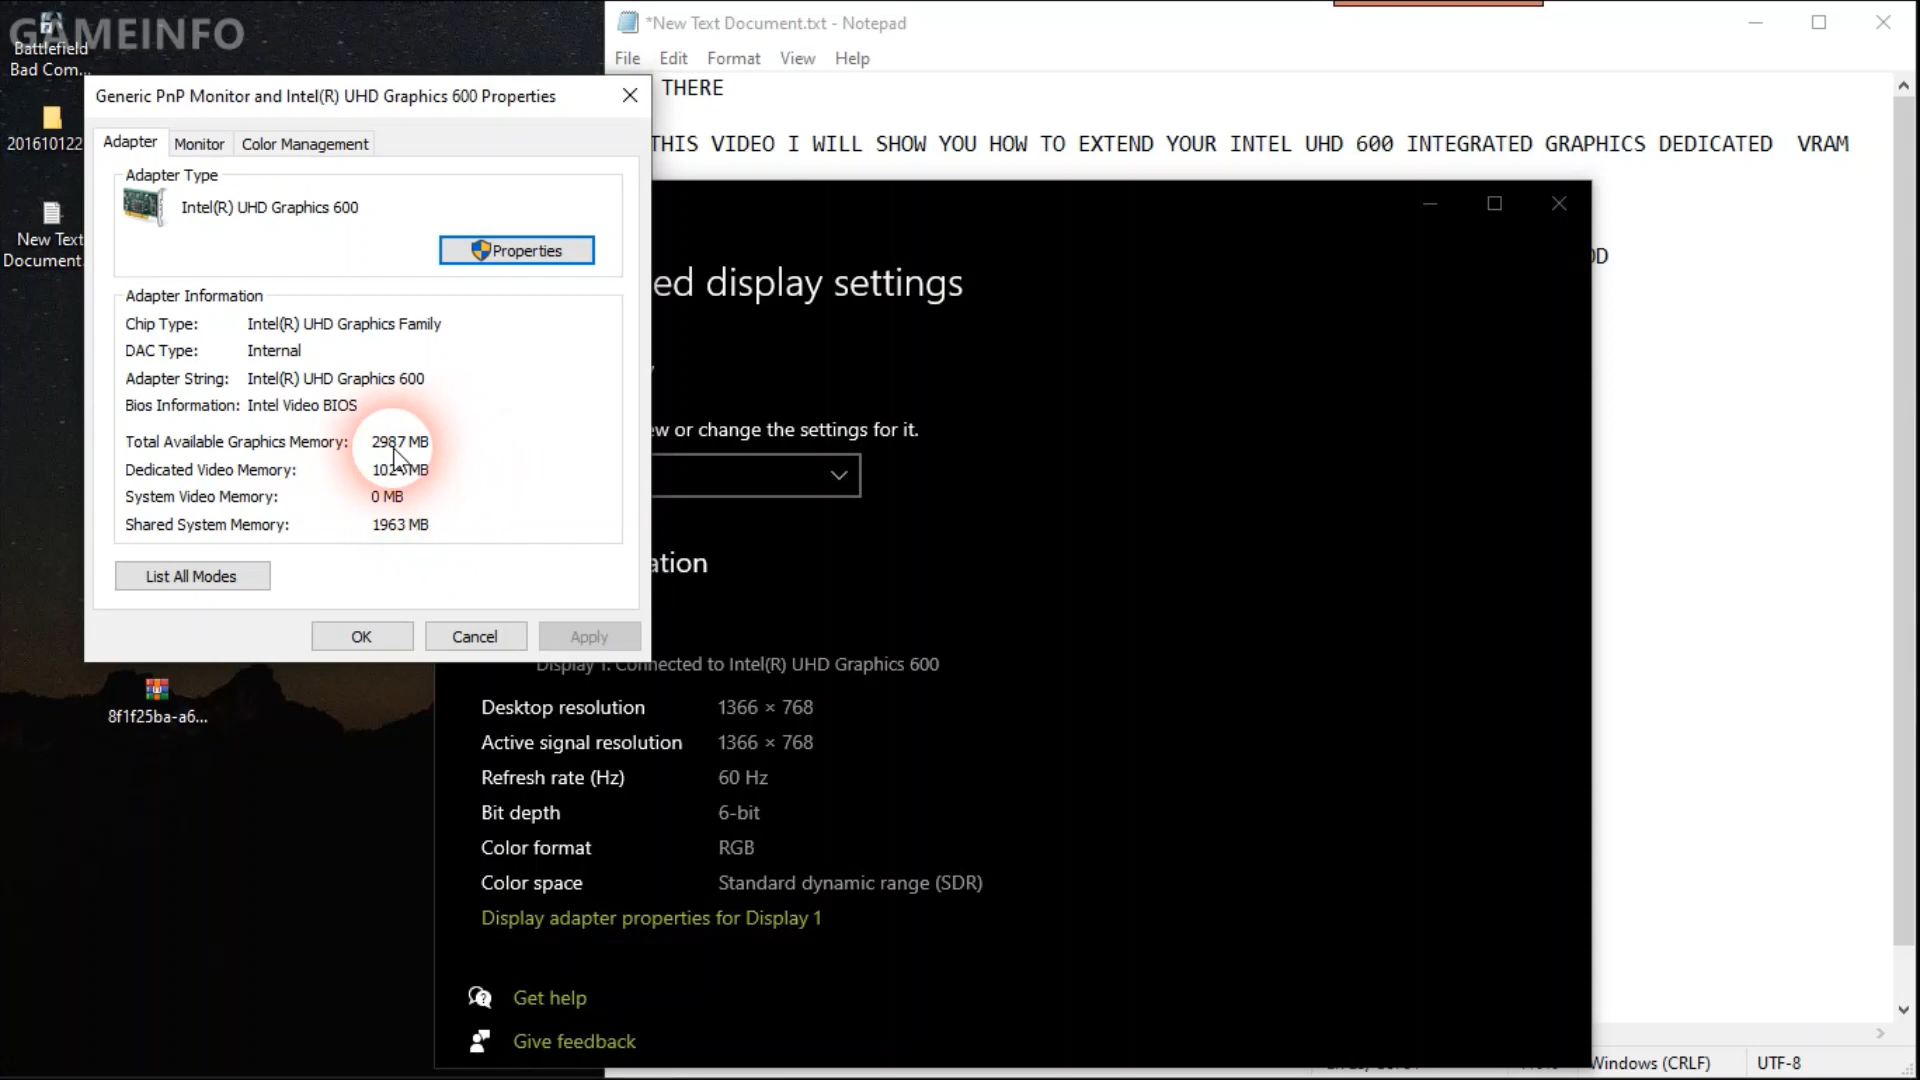 GAMEINFO
Battlefield
Bad Com...
201610122
New Text
Document.
8f1f25ba-a6...
*New Text Document.txt - Notepad
File Edit Format View Help
THERE
THIS VIDEO I WILL SHOW YOU HOW TO EXTEND YOUR INTEL UHD 600 INTEGRATED GRAPHICS DEDICATED VRAM
Generic PnP Monitor and Intel(R) UHD Graphics 600 Properties
Adapter Monitor Color Management
Adapter Type
Intel(R) UHD Graphics 600
Properties
Adapter Information
Chip Type: Intel(R) UHD Graphics Family
DAC Type: Internal
Adapter String: Intel(R) UHD Graphics 600
Bios Information: Intel Video BIOS
Total Available Graphics Memory: 2987 MB
Dedicated Video Memory: 1024 MB
System Video Memory: 0 MB
Shared System Memory: 1963 MB
List All Modes
OK Cancel Apply
ed display settings
ew or change the settings for it.
ation
Display 1: Connected to Intel(R) UHD Graphics 600
Desktop resolution 1366 × 768
Active signal resolution 1366 × 768
Refresh rate (Hz) 60 Hz
Bit depth 6-bit
Color format RGB
Color space Standard dynamic range (SDR)
Display adapter properties for Display 1
Get help
Give feedback
Windows (CRLF) UTF-8